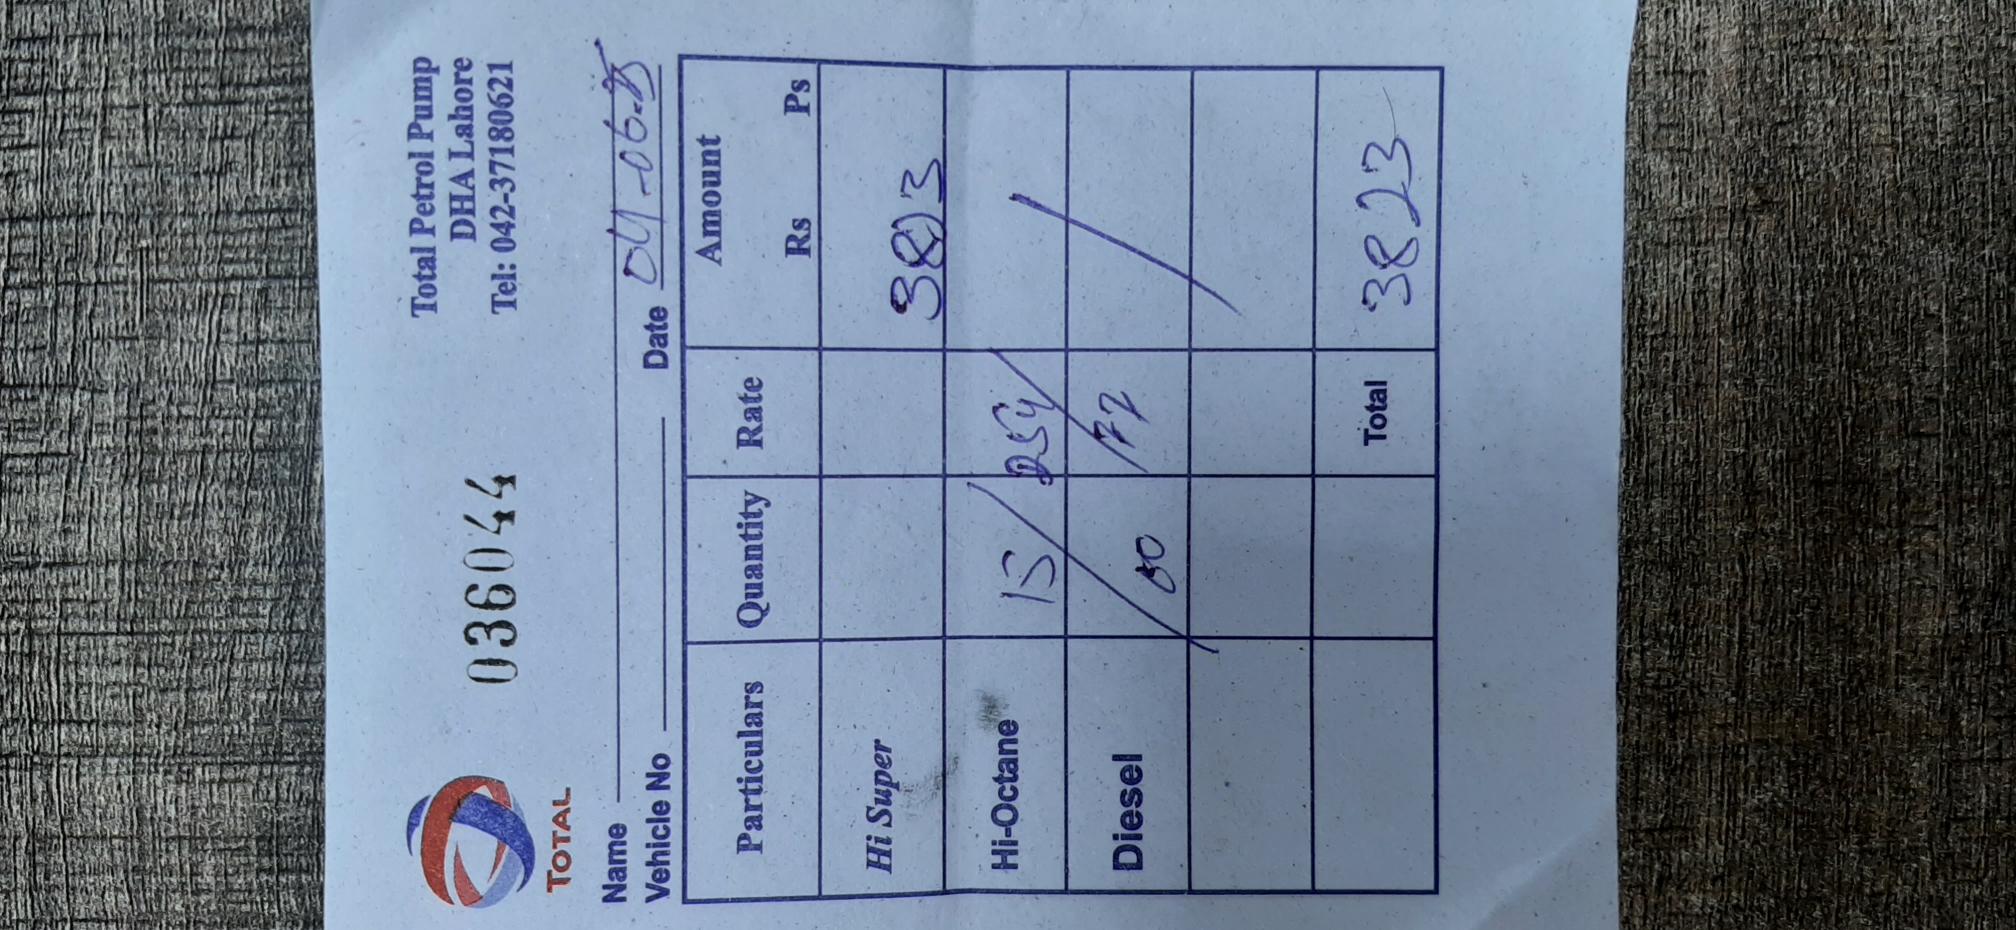 Total Petrol Pump
DHA Lahore
036044
Tel: 042-37180621
TOTAL
Name
Vehicle No Date 04-06-25
Particulars Quantity Rate Amount
Rs Ps
Hi Super 3823
Hi-Octane 15 254
Diesel 00 77
Total 3823